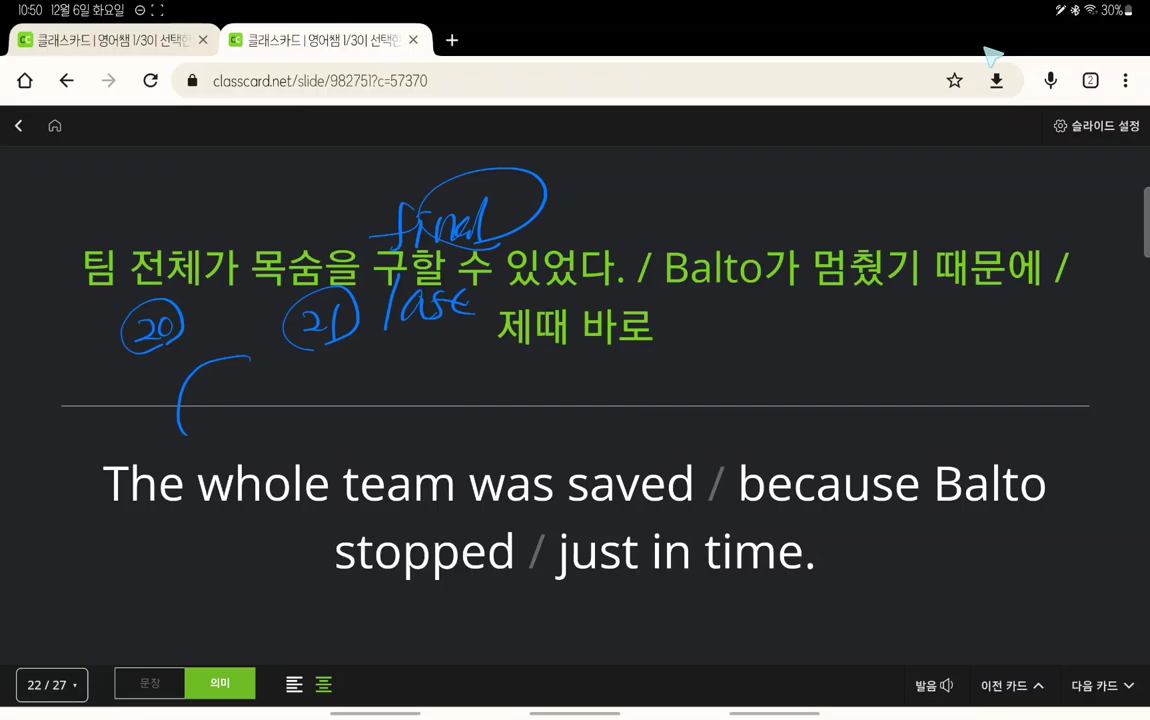 10:50 12월 6일 화요일
30%
클래스카드 | 영어쌤 1/30| 선택한
클래스카드 | 영어쌤 1/30| 선택한
classcard.net/slide/982751?c=57370
2
슬라이드 설정
final
팀 전체가 목숨을 구할 수 있었다. / Balto가 멈췄기 때문에 /
제때 바로
20 21 last
The whole team was saved / because Balto
stopped / just in time.
22 / 27
문장 의미
발음
이전 카드
다음 카드